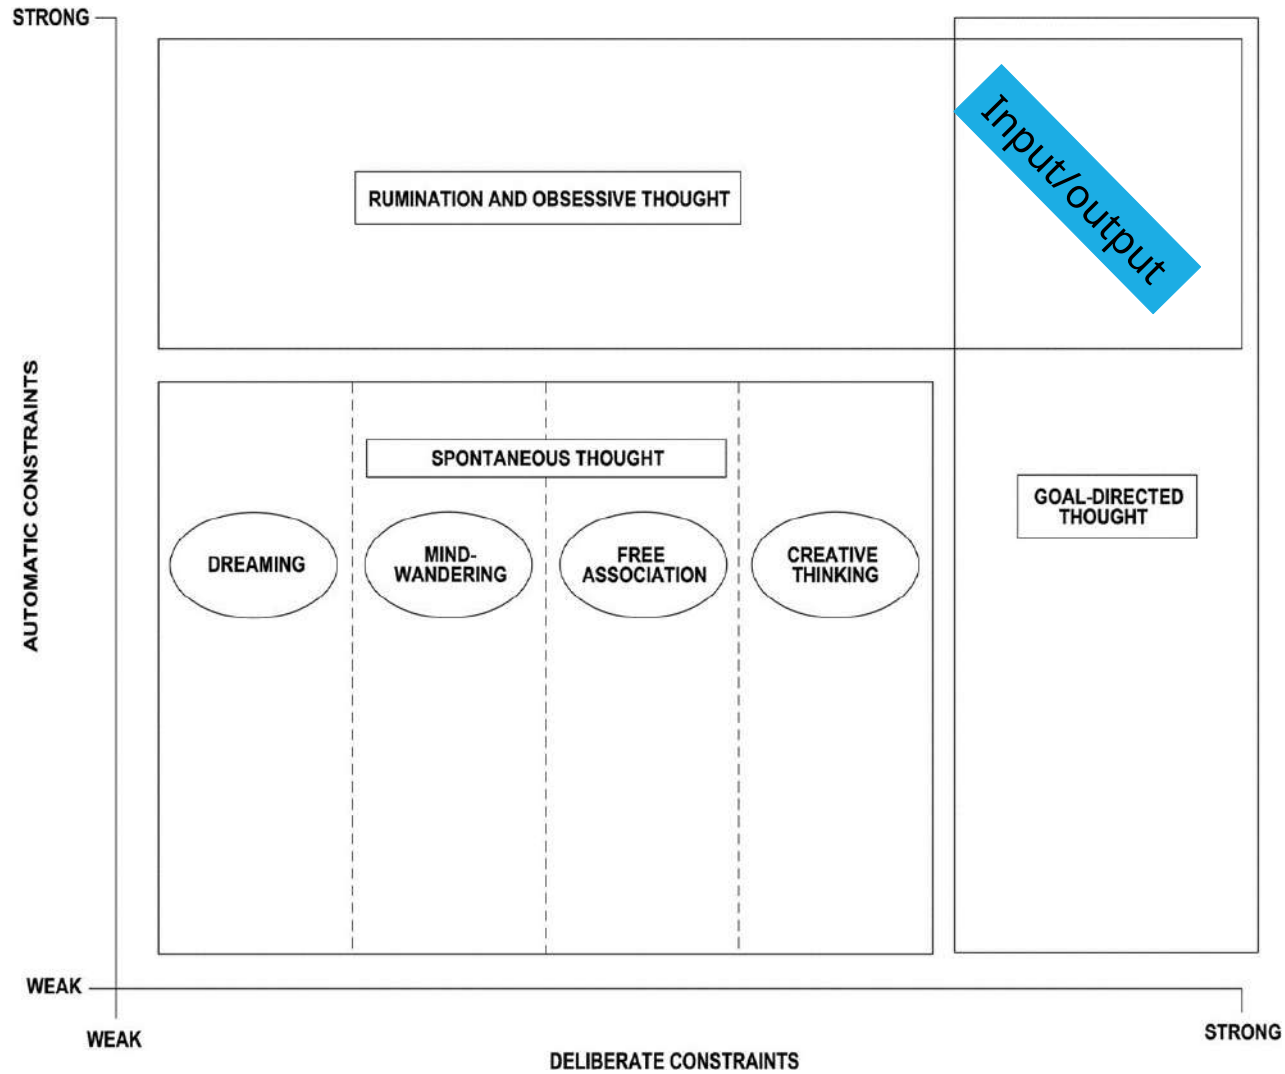 STRONG
Input/output
RUMINATION AND OBSESSIVE THOUGHT
AUTOMATIC CONSTRAINTS
SPONTANEOUS THOUGHT
GOAL-DIRECTED
THOUGHT
DREAMING
MIND-
WANDERING
FREE
ASSOCIATION
CREATIVE
THINKING
WEAK
WEAK
STRONG
DELIBERATE CONSTRAINTS